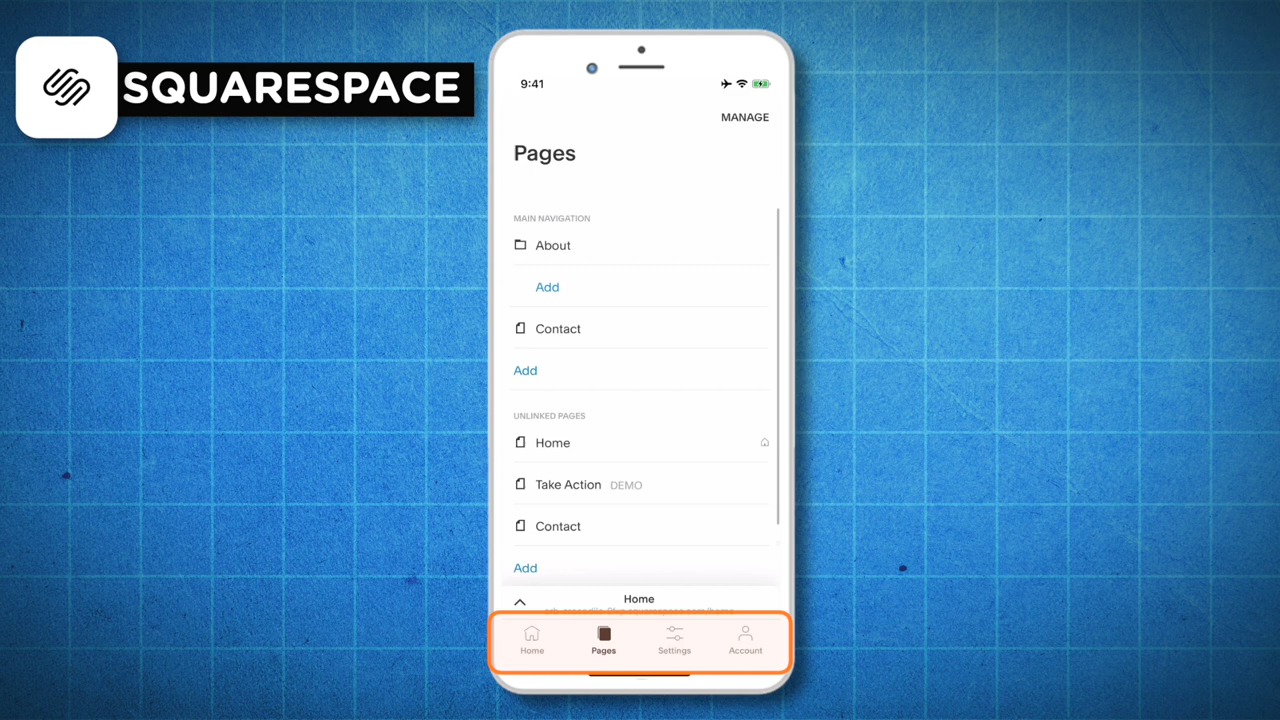 SQUARESPACE
9:41
MANAGE
Pages
MAIN NAVIGATION
About
Add
Contact
Add
UNLINKED PAGES
Home
Take Action DEMO
Contact
Add
Home
Home Pages Settings Account